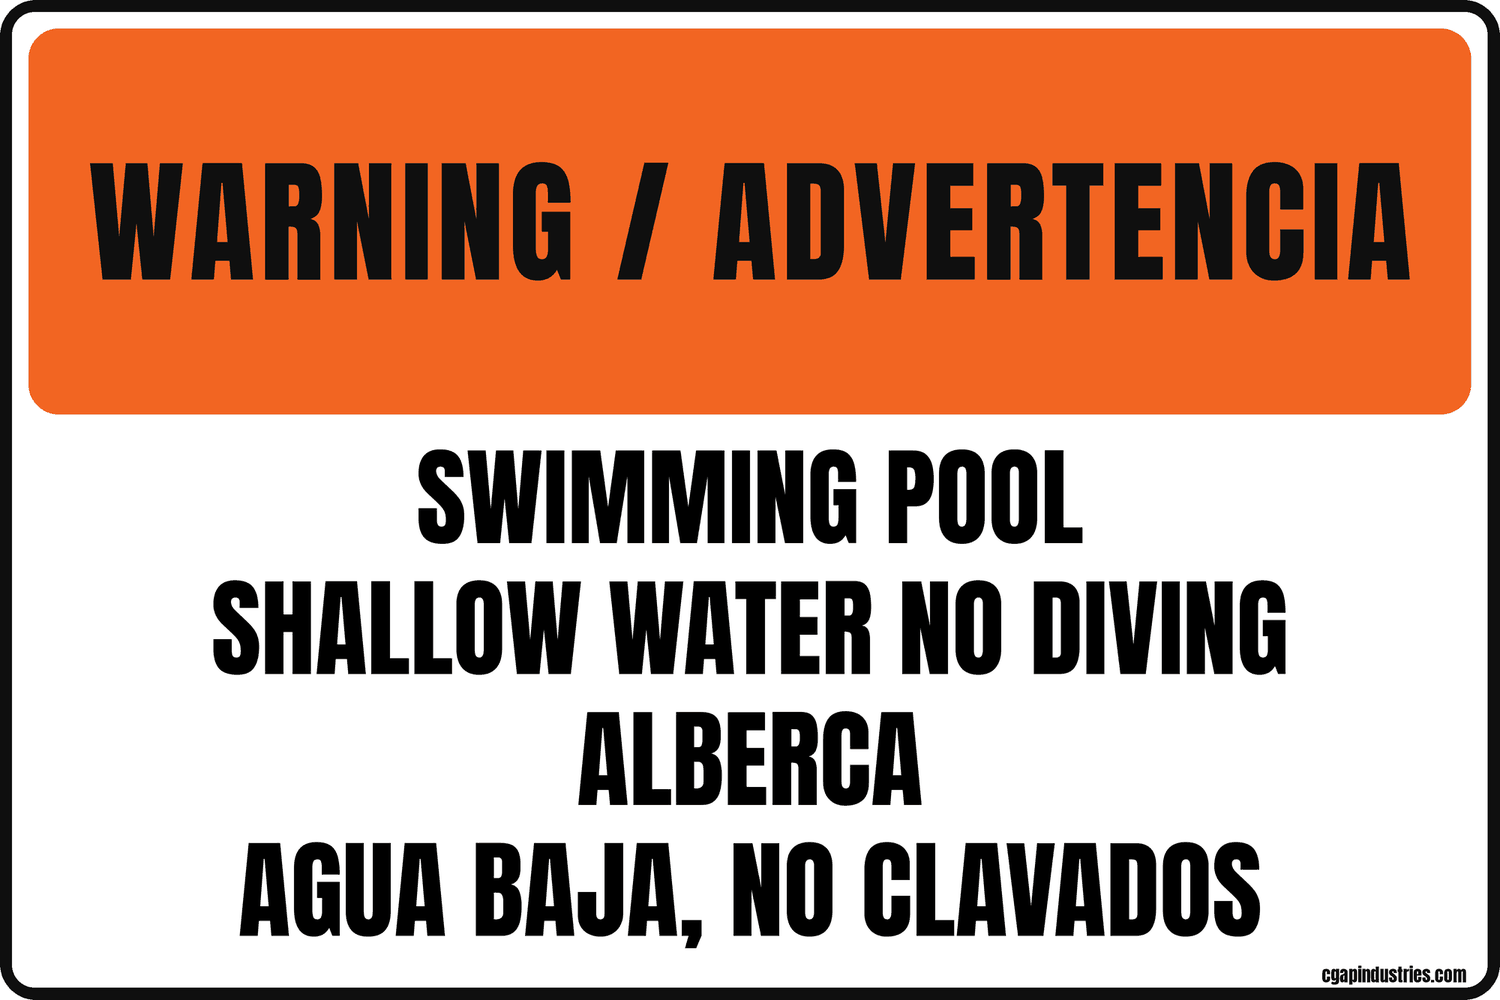 WARNING / ADVERTENCIA
SWIMMING POOL
SHALLOW WATER NO DIVING
ALBERCA
AGUA BAJA, NO CLAVADOS
cgapindustries.com